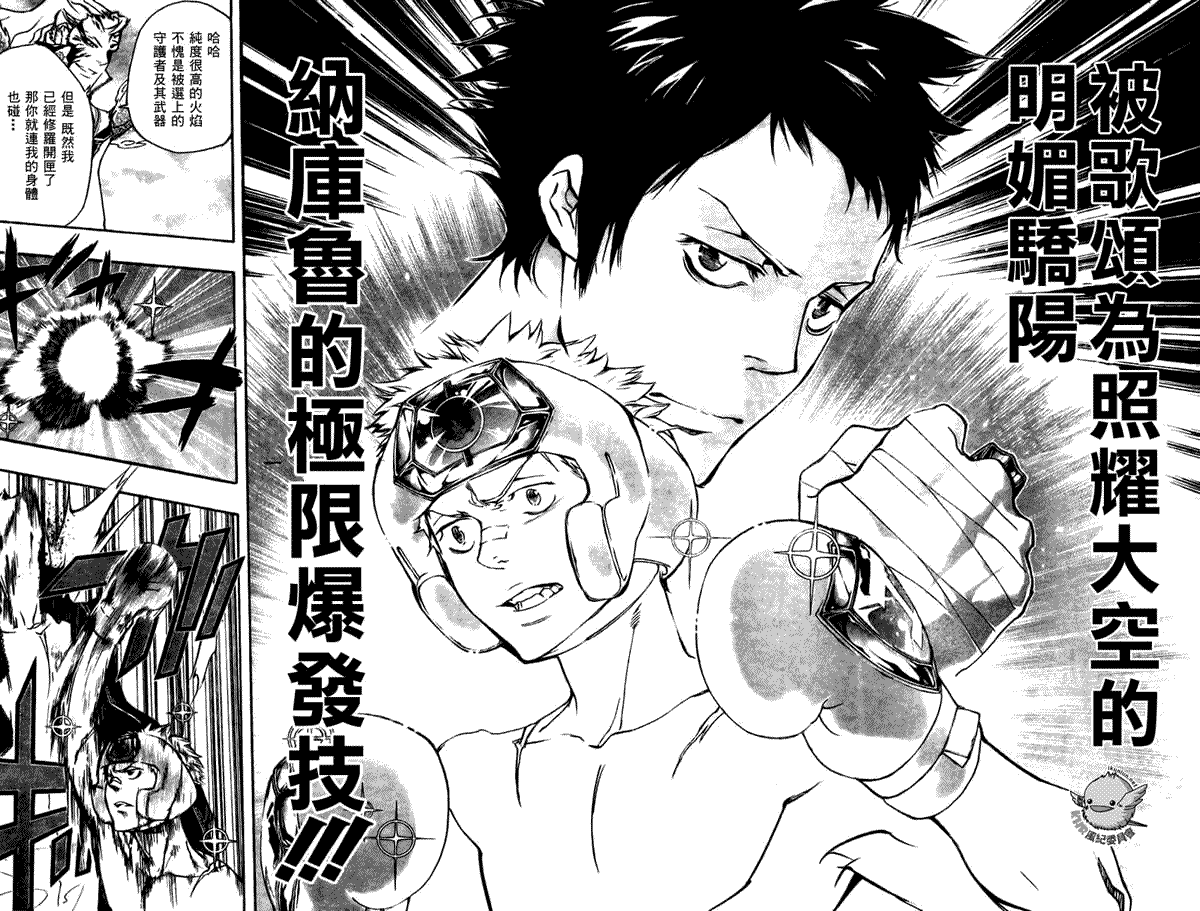 被歌頌為照耀大空的
明媚驕陽
納庫魯的極限爆發技!!!
哈哈
純度很高的火焰
不愧是被選上的
守護者及其武器
但是 既然我
已經修羅開匣了
那你就連我的身體
也碰…